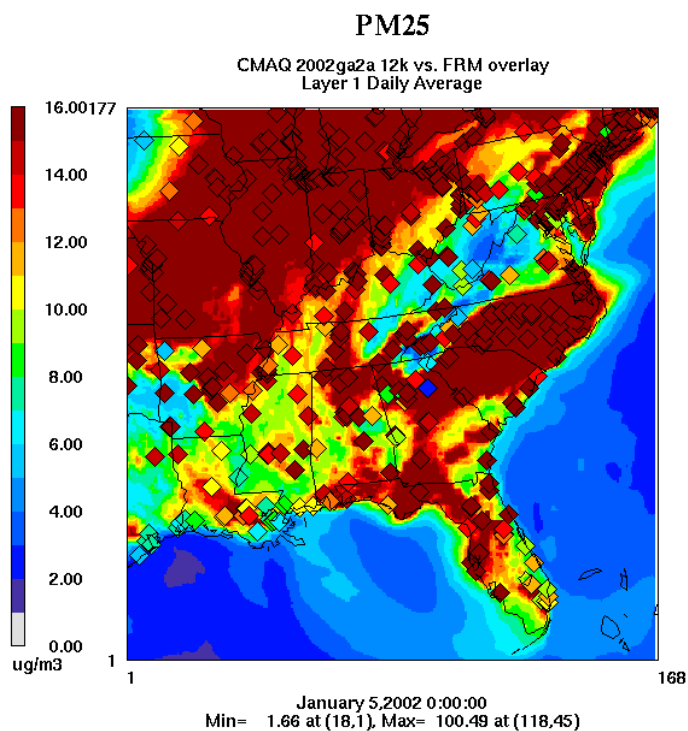 PM25
CMAQ 2002ga2a 12k vs. FRM overlay
Layer 1 Daily Average
16.00
14.00
12.00
10.00
8.00
6.00
4.00
2.00
0.00
ug/m3
177
1
1
168
January 5,2002 0:00:00
Min= 1.66 at (18,1), Max= 100.49 at (118,45)